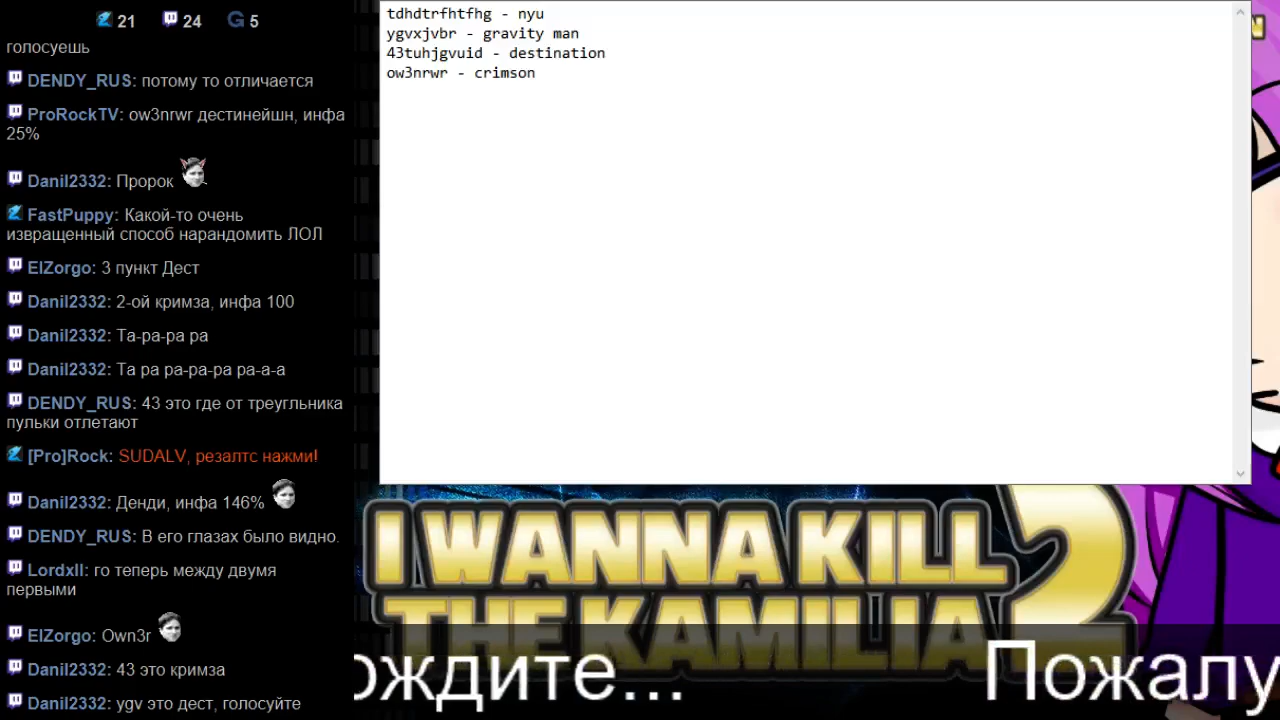 21 24 5
голосуешь
DENDY_RUS: потому то отличается
ProRockTV: ow3nrwr дестинейшн, инфа
25%
Danil2332: Пророк
FastPuppy: Какой-то очень
извращенный способ нарандомить ЛОЛ
ElZorgo: 3 пункт Дест
Danil2332: 2-ой кримза, инфа 100
Danil2332: Та-ра-ра ра
Danil2332: Та ра ра-ра-ра ра-а-а
DENDY_RUS: 43 это где от треугльника
пульки отлетают
[Pro]Rock: SUDALV, резалтс нажми!
Danil2332: Денди, инфа 146%
DENDY_RUS: В его глазах было видно.
LordxII: го теперь между двумя
первыми
ElZorgo: Own3r
Danil2332: 43 это кримза
Danil2332: ygv это дест, голосуйте
tdhdtrfhtfhg - nyu
ygvxjvbr - gravity man
43tuhjgvuid - destination
ow3nrwr - crimson
I WANNA KILL
THE KAMILIA 2
ождите... Пожалу